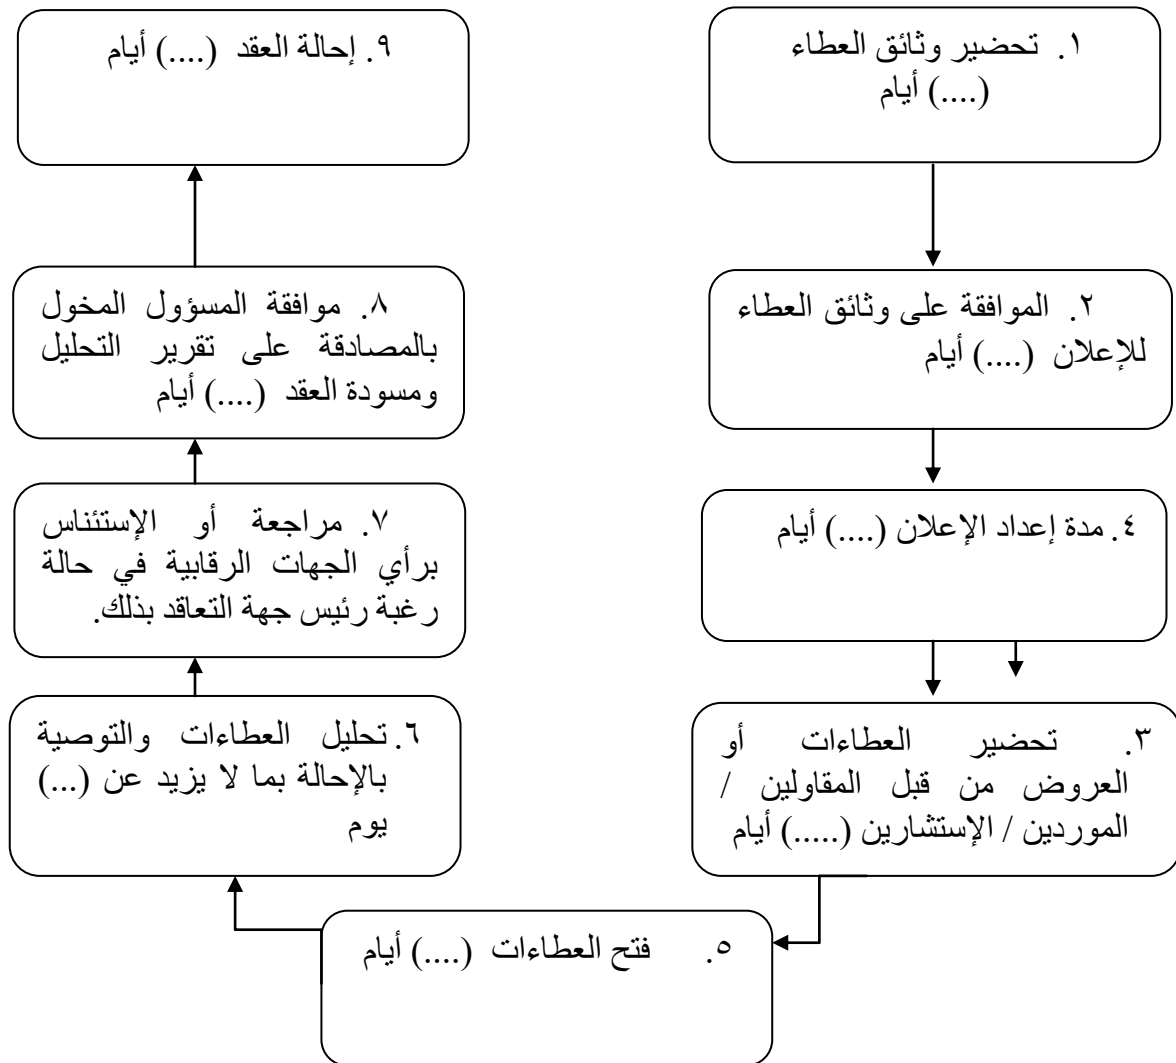 ١. تحضير وثائق العطاء
(....) أيام
٢. الموافقة على وثائق العطاء
للإعلان (....) أيام
٤. مدة إعداد الإعلان (....) أيام
٣. تحضير العطاءات أو
العروض من قبل المقاولين /
الموردين / الإستشارين (.....) أيام
٥. فتح العطاءات (....) أيام
٦. تحليل العطاءات والتوصية
بالإحالة بما لا يزيد عن (...)
يوم
٧. مراجعة أو الإستئناس
برأي الجهات الرقابية في حالة
رغبة رئيس جهة التعاقد بذلك.
٨. موافقة المسؤول المخول
بالمصادقة على تقرير التحليل
ومسودة العقد (....) أيام
٩. إحالة العقد (....) أيام